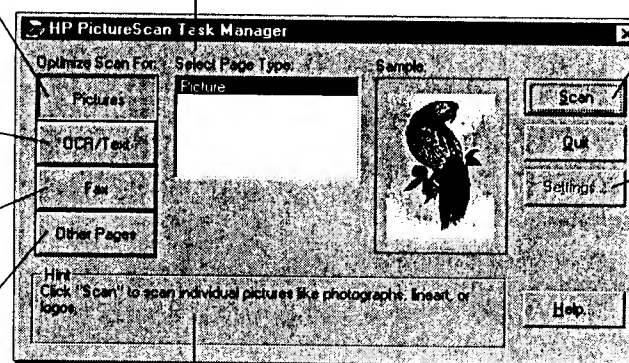 HP PictureScan Task Manager
Optimize Scan For:
Select Page Type:
Sample:
Pictures
Picture
Scan
OCR/Text
Quit
Fax
Settings...
Other Pages
Hint
Click "Scan" to scan individual pictures like photographs, lineart, or
logos.
Help...